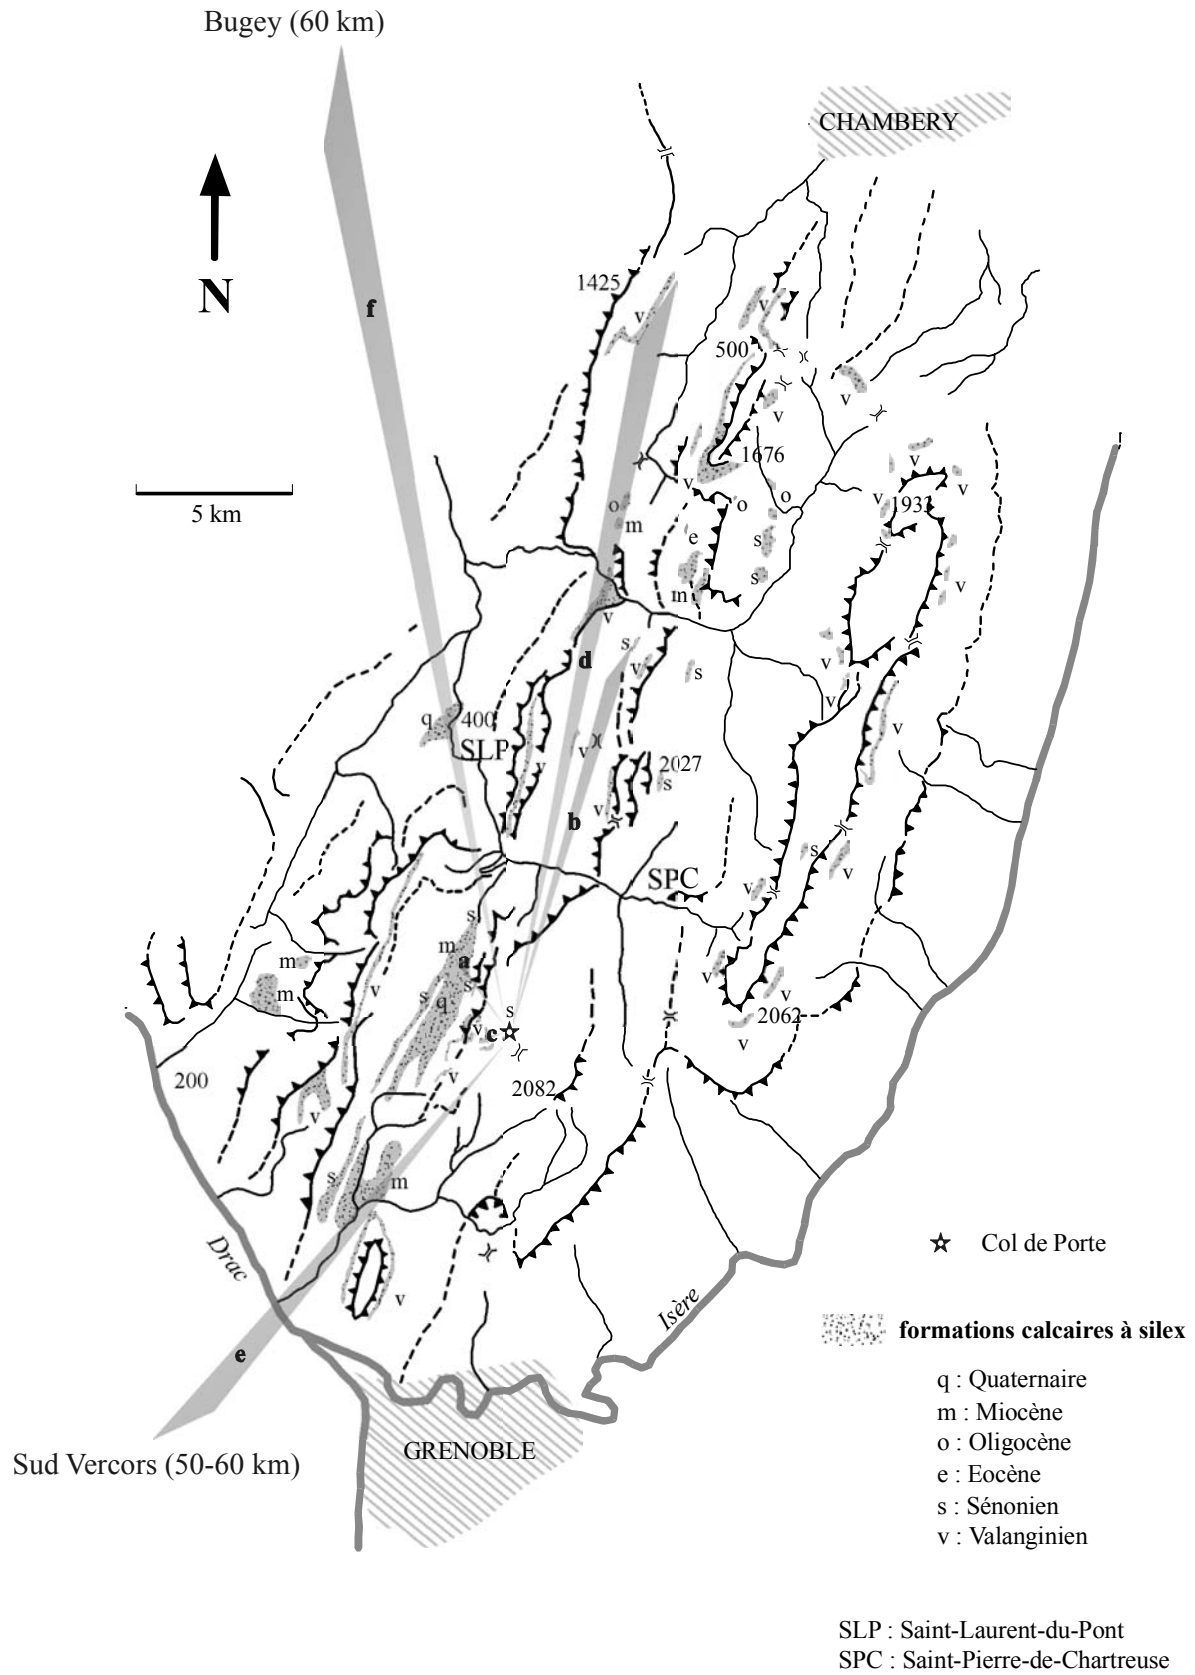 Bugey (60 km)
CHAMBERY
N
f
1425
v
v
500
v
v
1676
v
v
v
1933
v
o
o
o
v
5 km
m
e
s
s
m
v
v
s
v
s
d
v
v
q
400
SLP
v
v
2027
s
v
v
b
s
v
SPC
v
s
m
a
m
v
s
s
v
v
m
q
s
2062
v
c
v
200
v
2082
v
s
m
Drac
Col de Porte
Isère
v
formations calcaires à silex
e
q : Quaternaire
m : Miocène
o : Oligocène
GRENOBLE
Sud Vercors (50-60 km)
e : Eocène
s : Sénonien
v : Valanginien
SLP : Saint-Laurent-du-Pont
SPC : Saint-Pierre-de-Chartreuse